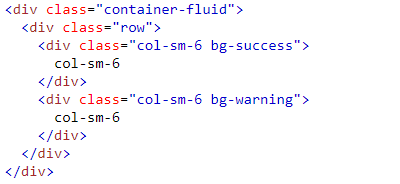 <div class="container-fluid">
  <div class="row">
    <div class="col-sm-6 bg-success">
      col-sm-6
    </div>
    <div class="col-sm-6 bg-warning">
      col-sm-6
    </div>
  </div>
</div>